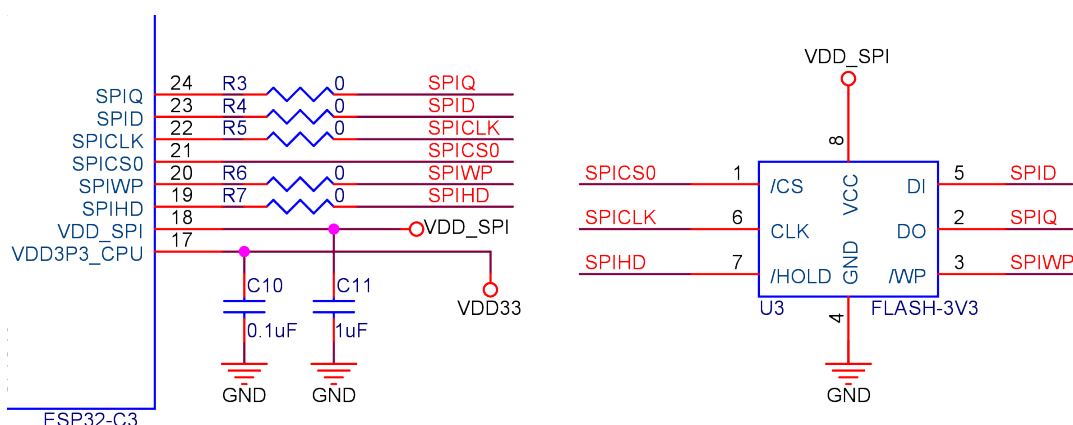 24 R3 0 SPIQ
SPIQ
23 R4 0 SPID
SPID
22 R5 0 SPICLK
SPICLK
21 SPICS0
SPICS0
20 R6 0 SPIWP
SPIWP
19 R7 0 SPIHD
SPIHD
18
VDD_SPI VDD_SPI
17
VDD3P3_CPU
C10 C11
VDD33
0.1uF 1uF
GND GND
ESP32-C3
VDD_SPI
8
SPICS0 1 /CS VCC DI 5 SPID
SPICLK 6 CLK DO 2 SPIQ
SPIHD 7 /HOLD GND /WP 3 SPIWP
U3 FLASH-3V3
4
GND